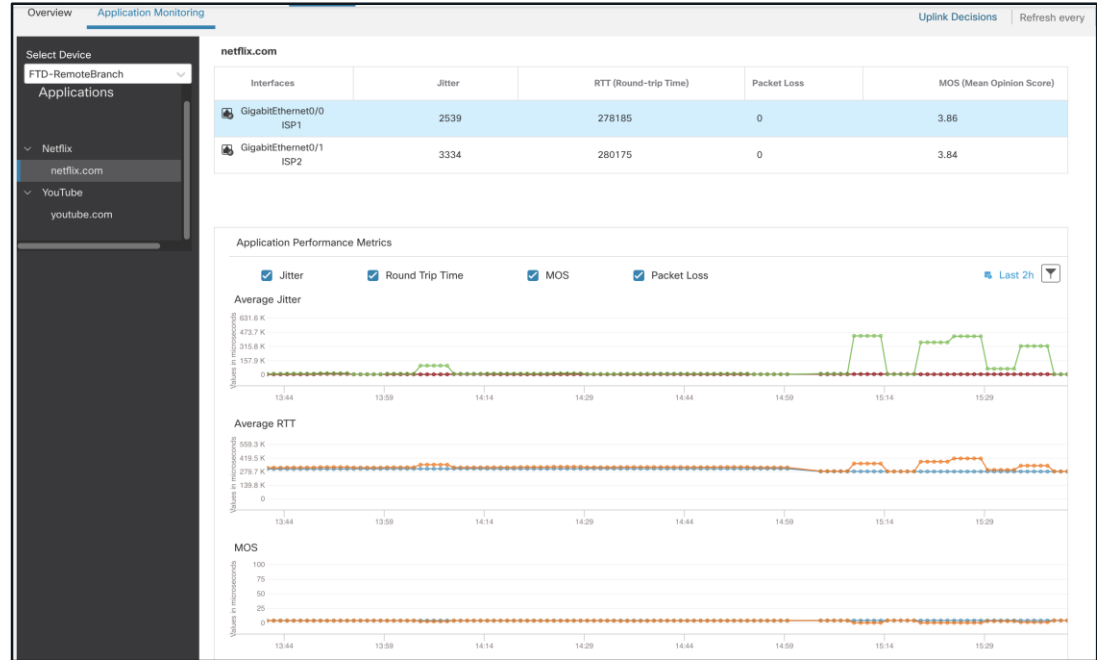 Overview Application Monitoring
Uplink Decisions Refresh every
Select Device
FTD-RemoteBranch
Applications
Netflix
netflix.com
YouTube
youtube.com
netflix.com
Interfaces Jitter RTT (Round-trip Time) Packet Loss MOS (Mean Opinion Score)
GigabitEthernet0/0
ISP1
2539 278185 0 3.86
GigabitEthernet0/1
ISP2
3334 280175 0 3.84
Application Performance Metrics
Jitter Round Trip Time MOS Packet Loss Last 2h
Average Jitter
Values in microseconds
631.6 K
473.7 K
315.8 K
157.9 K
0
13:44 13:59 14:14 14:29 14:44 14:59 15:14 15:29
Average RTT
Values in microseconds
559.3 K
419.5 K
279.7 K
139.8 K
0
13:44 13:59 14:14 14:29 14:44 14:59 15:14 15:29
MOS
Values in microseconds
100
75
50
25
0
13:44 13:59 14:14 14:29 14:44 14:59 15:14 15:29